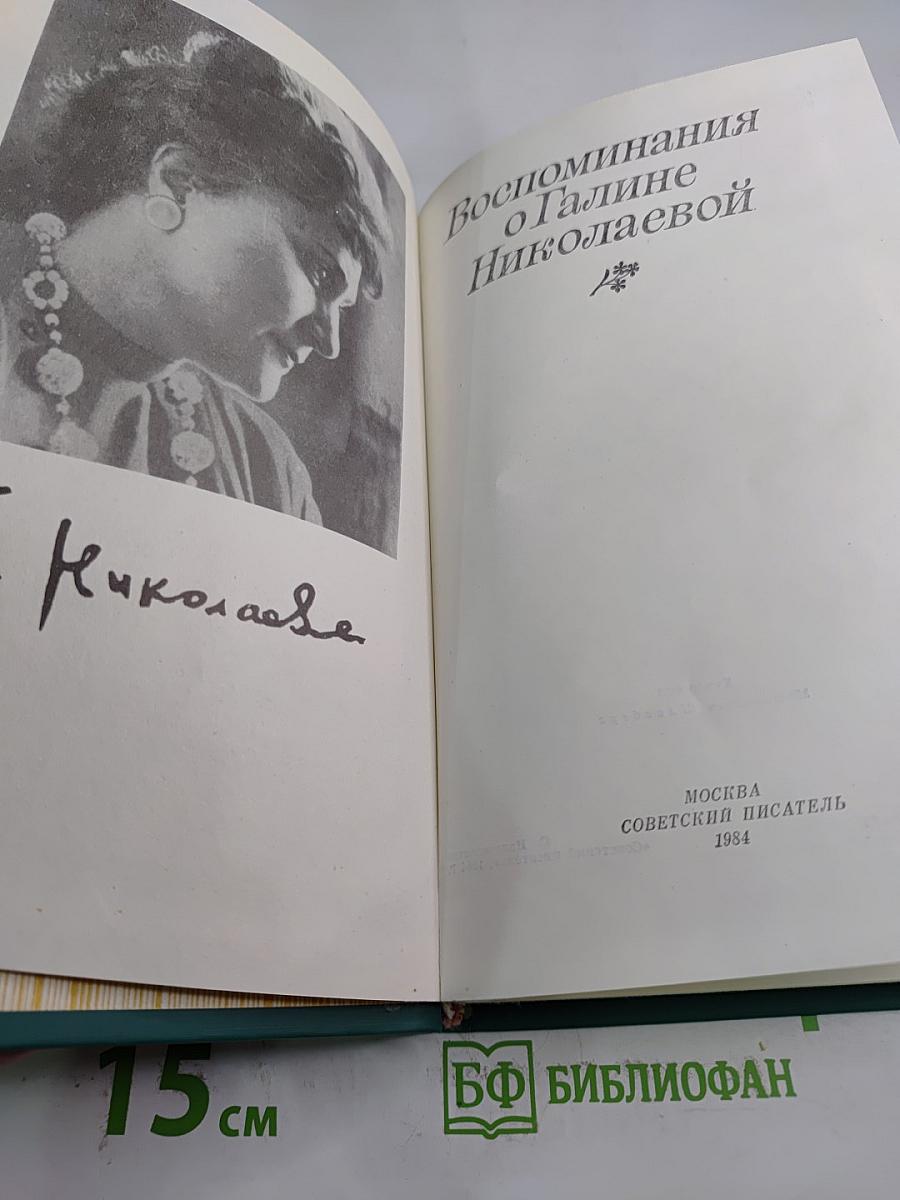 Николаева
Воспоминания
о Галине
Николаевой
МОСКВА
СОВЕТСКИЙ ПИСАТЕЛЬ
1984
15 см
БФ БИБЛИОФАН